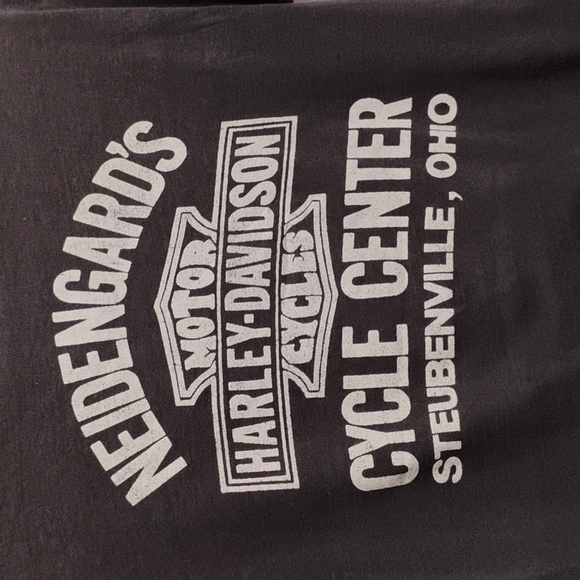 NEIDENGARD'S
MOTOR
HARLEY-DAVIDSON
CYCLES
CYCLE CENTER
STEUBENVILLE, OHIO